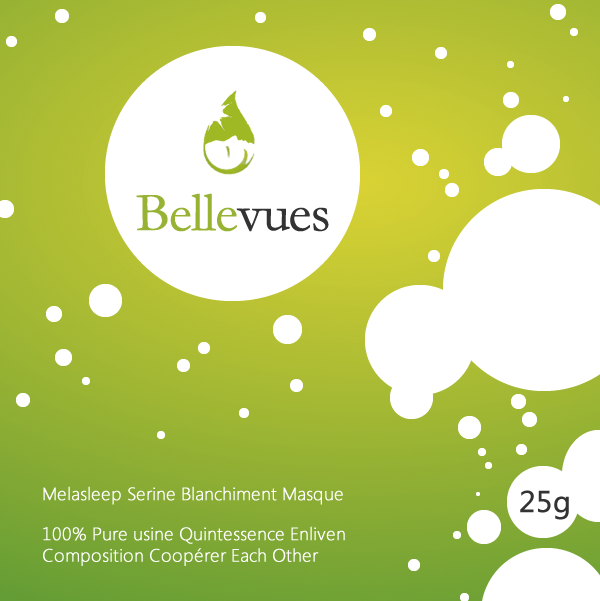 Bellevues
Melasleep Serine Blanchiment Masque
25g
100% Pure usine Quintessence Enliven
Composition Coopérer Each Other